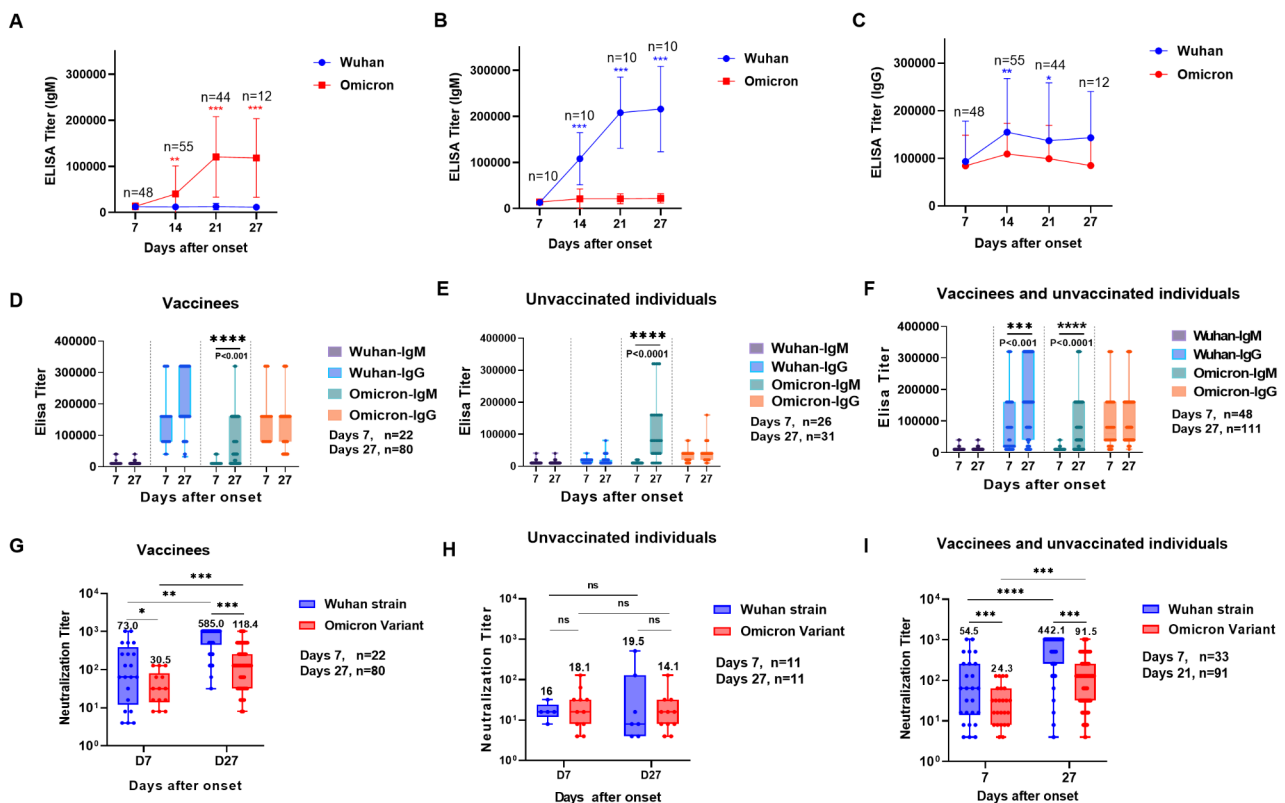 A
ELISA Titer (IgM)
300000
200000
100000
0
n=48
n=55
**
n=44
***
n=12
***
7 14 21 27
Days after onset
Wuhan
Omicron
B
ELISA Titer (IgM)
300000
200000
100000
0
n=10
n=10
***
n=10
***
n=10
***
7 14 21 27
Days after onset
Wuhan
Omicron
C
ELISA Titer (IgG)
300000
200000
100000
0
n=48
n=55
**
n=44
*
n=12
7 14 21 27
Days after onset
Wuhan
Omicron
D
Vaccinees
Elisa Titer
400000
300000
200000
100000
0
****
P<0.001
7 27 7 27 7 27 7 27
Days after onset
Wuhan-IgM
Wuhan-IgG
Omicron-IgM
Omicron-IgG
Days 7, n=22
Days 27, n=80
E
Unvaccinated individuals
Elisa Titer
400000
300000
200000
100000
0
****
P<0.0001
7 27 7 27 7 27 7 27
Days after onset
Wuhan-IgM
Wuhan-IgG
Omicron-IgM
Omicron-IgG
Days 7, n=26
Days 27, n=31
F
Vaccinees and unvaccinated individuals
Elisa Titer
400000
300000
200000
100000
0
***
P<0.001
****
P<0.0001
7 27 7 27 7 27 7 27
Days after onset
Wuhan-IgM
Wuhan-IgG
Omicron-IgM
Omicron-IgG
Days 7, n=48
Days 27, n=111
G
Vaccinees
Neutralization Titer
10⁴
10³
10²
10¹
10⁰
***
**
*
***
73.0
30.5
585.0
118.4
D7 D27
Days after onset
Wuhan strain
Omicron Variant
Days 7, n=22
Days 27, n=80
H
Unvaccinated individuals
Neutralization Titer
10⁴
10³
10²
10¹
10⁰
ns
ns
ns
ns
16
18.1
19.5
14.1
D7 D27
Days after onset
Wuhan strain
Omicron Variant
Days 7, n=11
Days 27, n=11
I
Vaccinees and unvaccinated individuals
Neutralization Titer
10⁴
10³
10²
10¹
10⁰
***
****
***
***
54.5
24.3
442.1
91.5
7 27
Days after onset
Wuhan strain
Omicron Variant
Days 7, n=33
Days 21, n=91